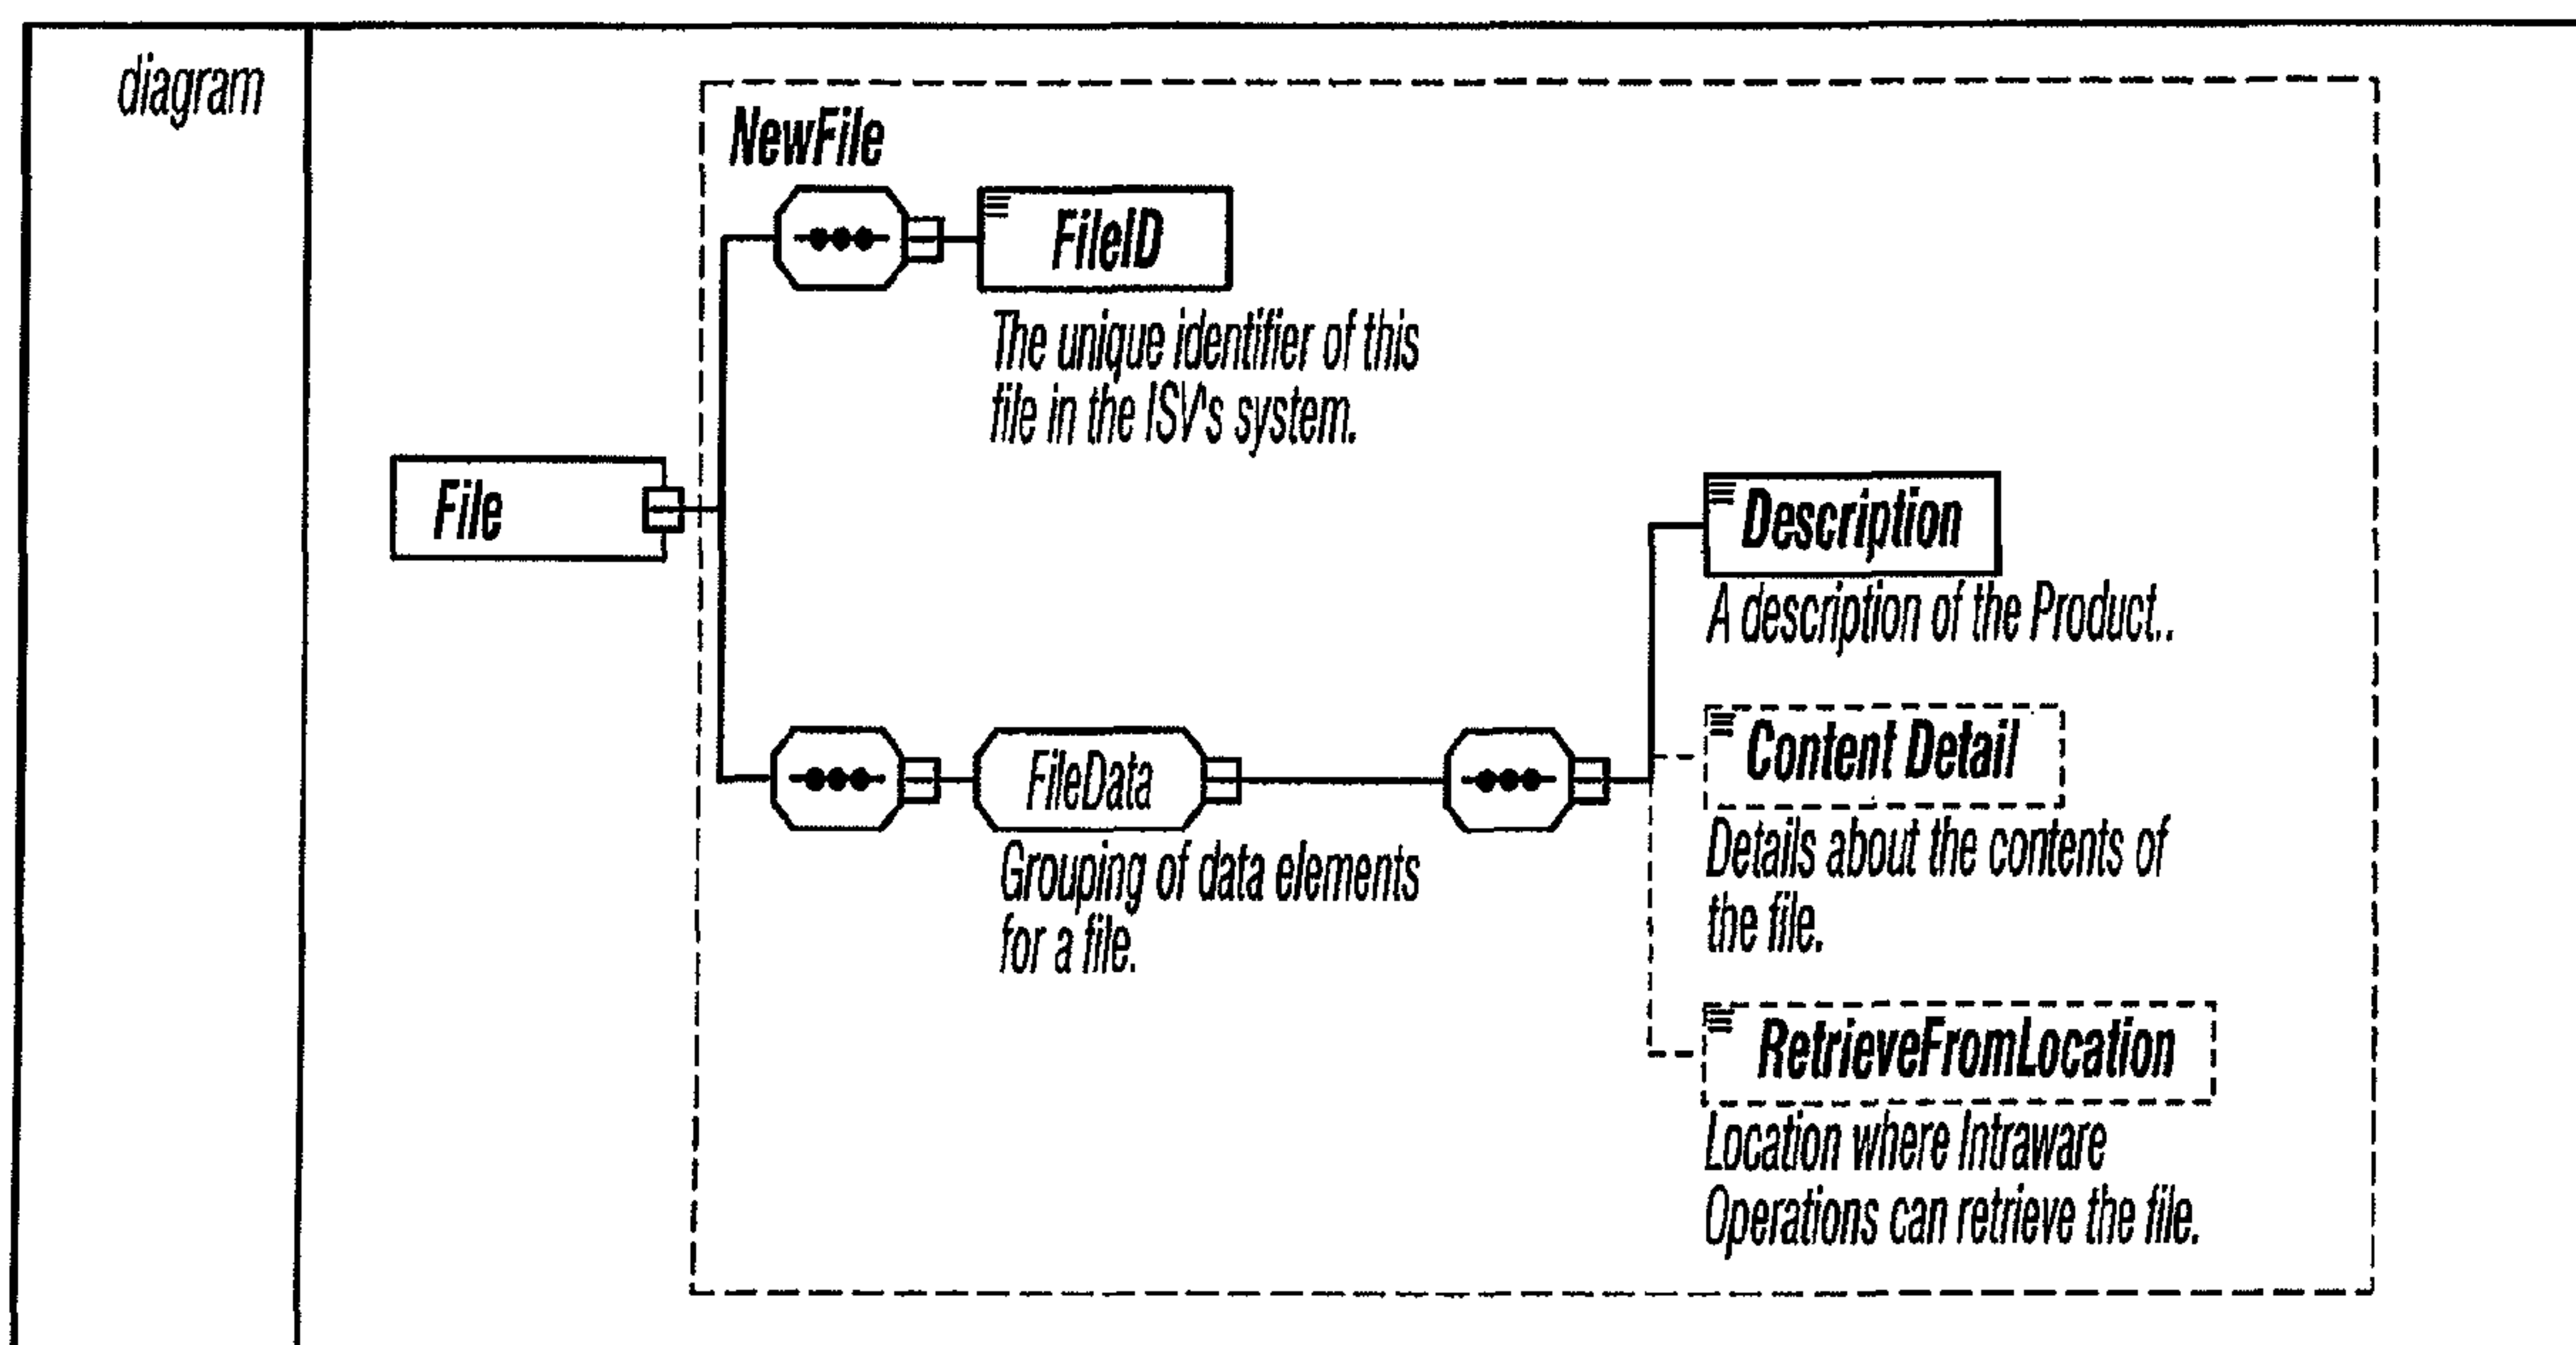 diagram
NewFile
FileID
The unique identifier of this
file in the ISV's system.
File
Description
A description of the Product..
FileData
Grouping of data elements
for a file.
Content Detail
Details about the contents of
the file.
RetrieveFromLocation
Location where Intraware
Operations can retrieve the file.